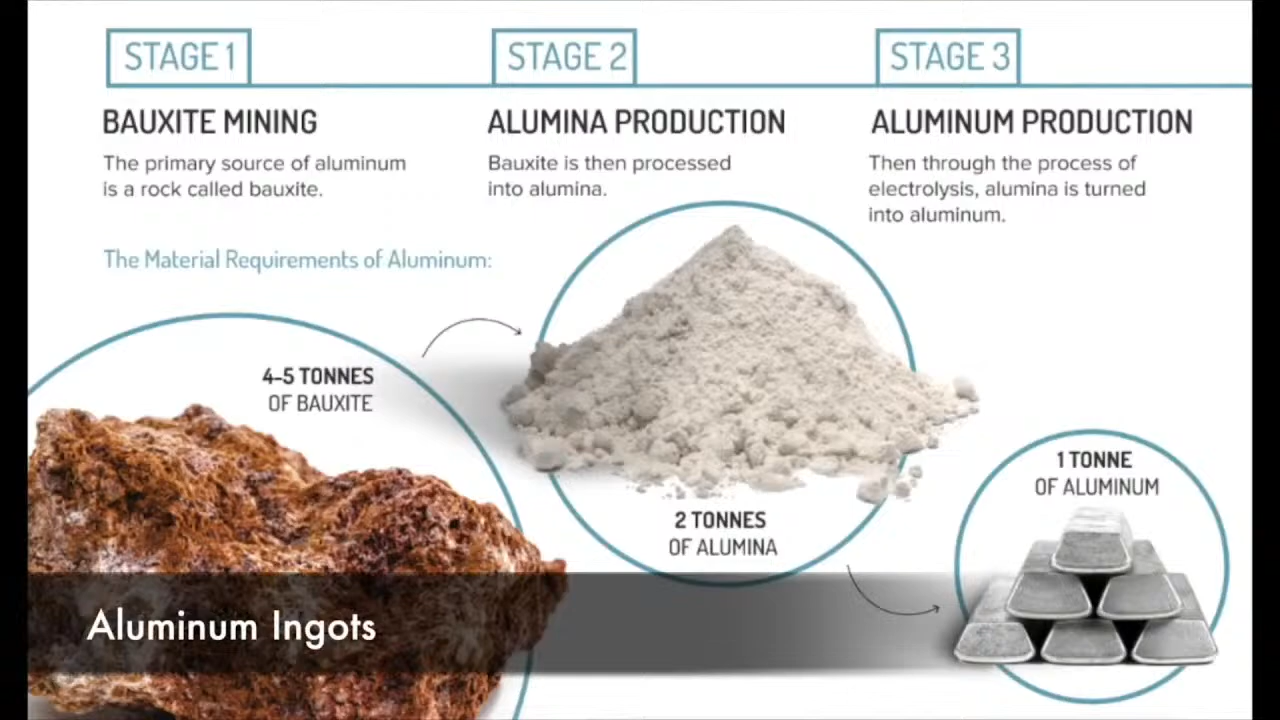 STAGE 1
BAUXITE MINING
The primary source of aluminum
is a rock called bauxite.
STAGE 2
ALUMINA PRODUCTION
Bauxite is then processed
into alumina.
STAGE 3
ALUMINUM PRODUCTION
Then through the process of
electrolysis, alumina is turned
into aluminum.
The Material Requirements of Aluminum:
4-5 TONNES
OF BAUXITE
2 TONNES
OF ALUMINA
1 TONNE
OF ALUMINUM
Aluminum Ingots